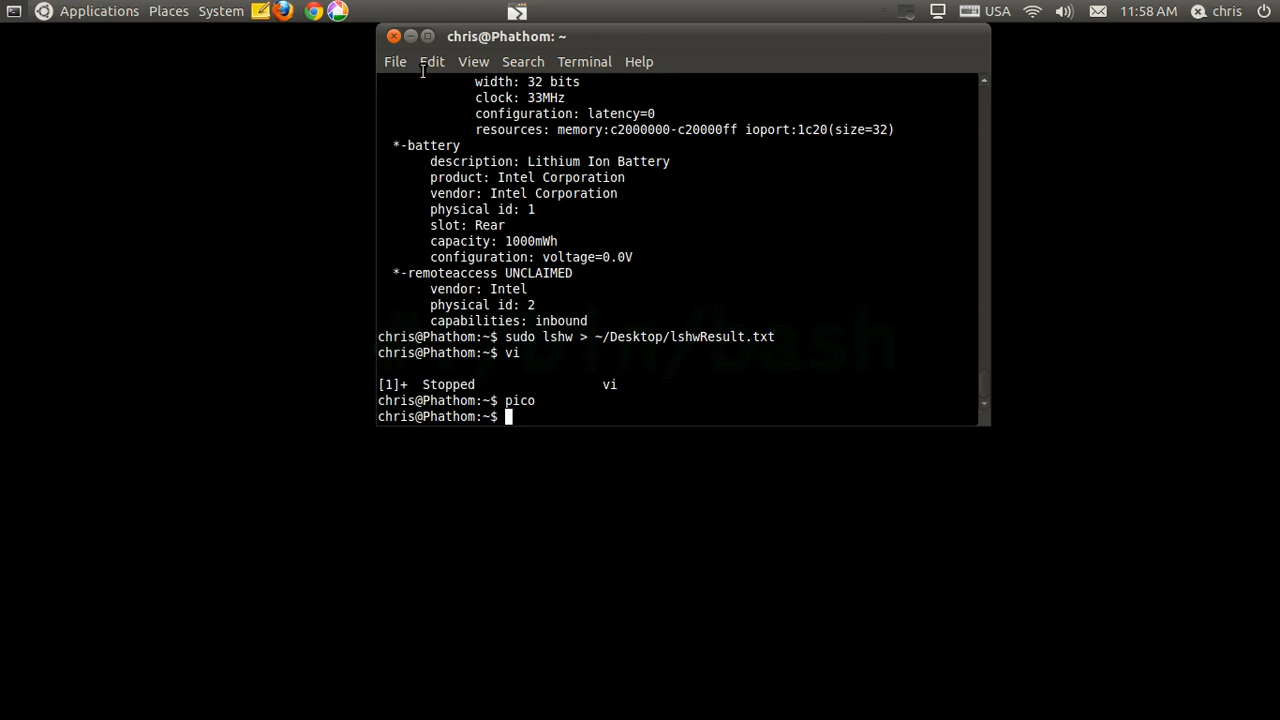 Applications Places System USA 11:58 AM chris
chris@Phathom: ~
File Edit View Search Terminal Help
width: 32 bits
clock: 33MHz
configuration: latency=0
resources: memory:c2000000-c20000ff ioport:1c20(size=32)
*-battery
description: Lithium Ion Battery
product: Intel Corporation
vendor: Intel Corporation
physical id: 1
slot: Rear
capacity: 1000mWh
configuration: voltage=0.0V
*-remoteaccess UNCLAIMED
vendor: Intel
physical id: 2
capabilities: inbound
chris@Phathom:~$ sudo lshw > ~/Desktop/lshwResult.txt
chris@Phathom:~$ vi
[1]+ Stopped vi
chris@Phathom:~$ pico
chris@Phathom:~$
#!/bin/bash